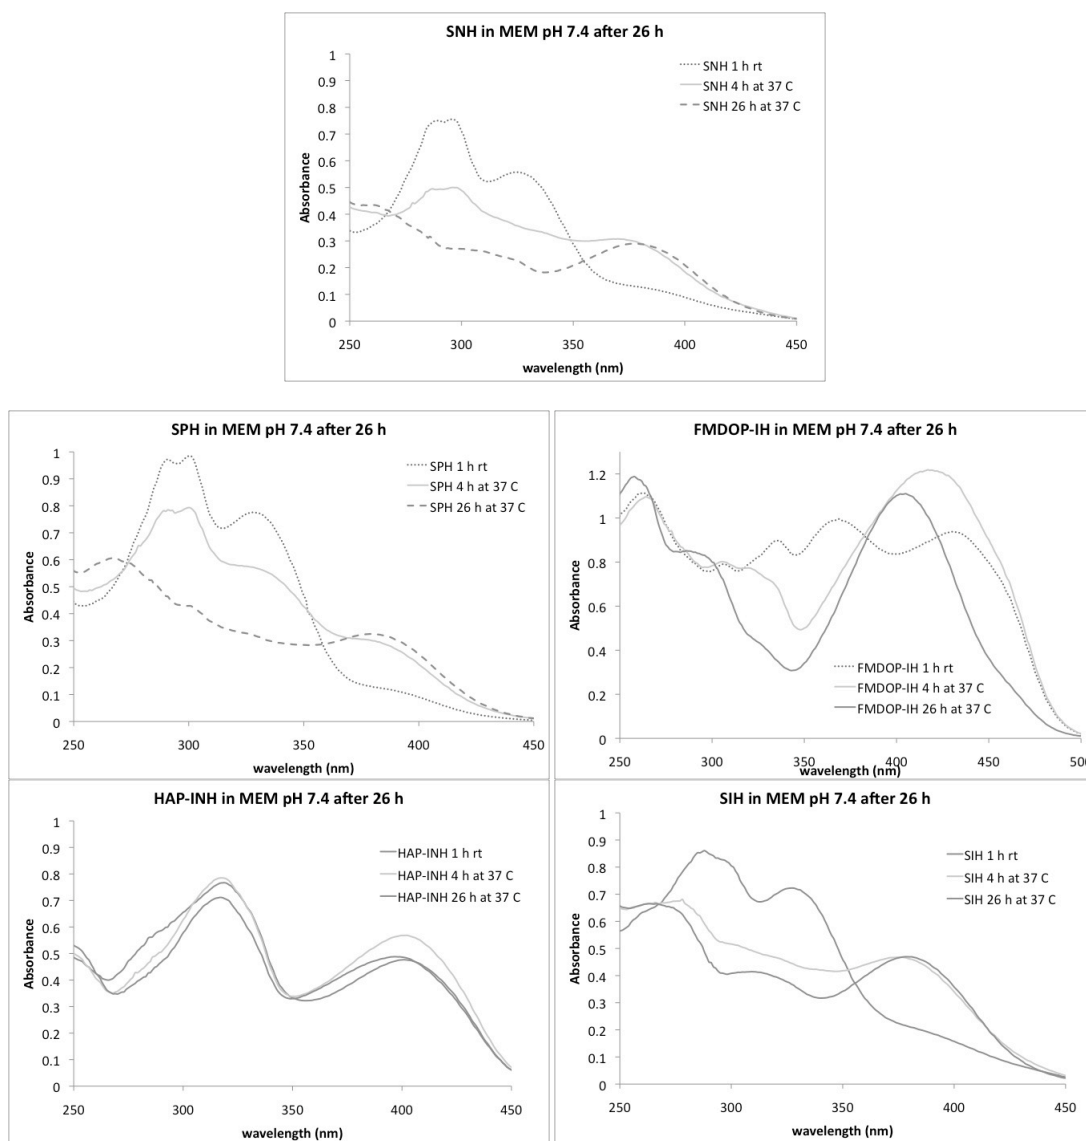 SNH in MEM pH 7.4 after 26 h
1
0.9
0.8
0.7
0.6
0.5
0.4
0.3
0.2
0.1
0
Absorbance
SNH 1 h rt
SNH 4 h at 37 C
SNH 26 h at 37 C
250 300 350 400 450
wavelength (nm)
SPH in MEM pH 7.4 after 26 h
1
0.9
0.8
0.7
0.6
0.5
0.4
0.3
0.2
0.1
0
Absorbance
SPH 1 h rt
SPH 4 h at 37 C
SPH 26 h at 37 C
250 300 350 400 450
wavelength (nm)
FMDOP-IH in MEM pH 7.4 after 26 h
1.2
1
0.8
0.6
0.4
0.2
0
Absorbance
FMDOP-IH 1 h rt
FMDOP-IH 4 h at 37 C
FMDOP-IH 26 h at 37 C
250 300 350 400 450 500
wavelength (nm)
HAP-INH in MEM pH 7.4 after 26 h
1
0.9
0.8
0.7
0.6
0.5
0.4
0.3
0.2
0.1
0
Absorbance
HAP-INH 1 h rt
HAP-INH 4 h at 37 C
HAP-INH 26 h at 37 C
250 300 350 400 450
wavelength (nm)
SIH in MEM pH 7.4 after 26 h
1
0.9
0.8
0.7
0.6
0.5
0.4
0.3
0.2
0.1
0
Absorbance
SIH 1 h rt
SIH 4 h at 37 C
SIH 26 h at 37 C
250 300 350 400 450
wavelength (nm)